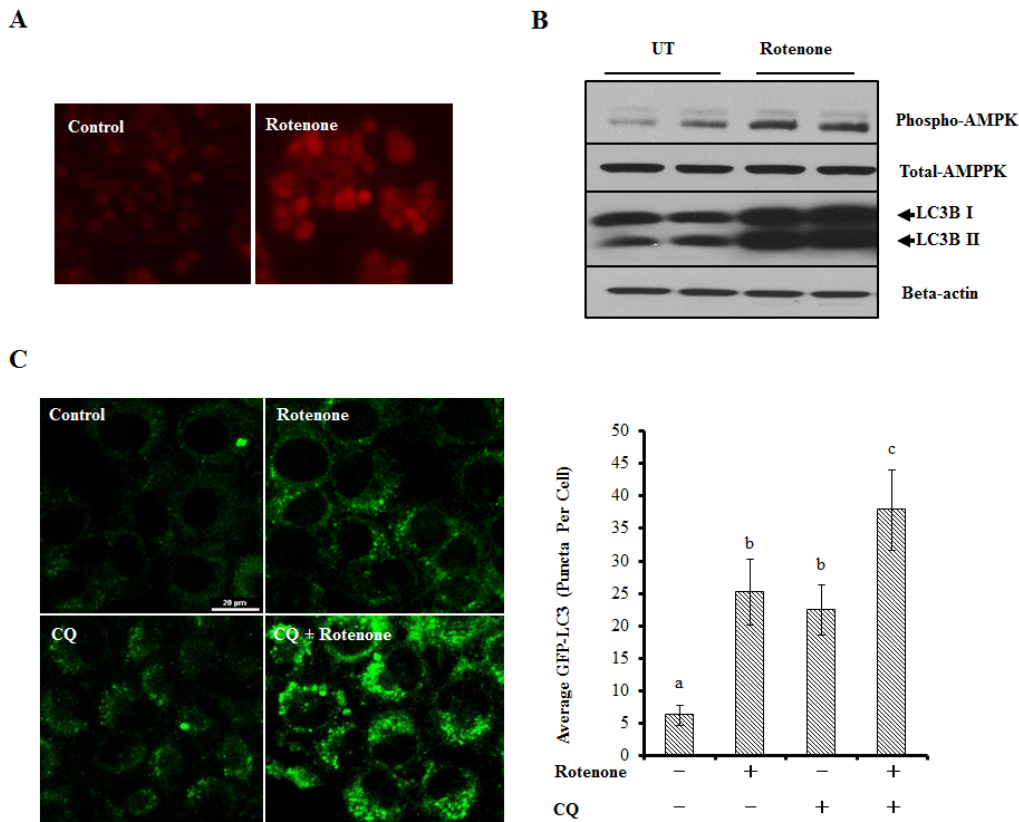 A
Control
Rotenone
B
UT
Rotenone
Phospho-AMPK
Total-AMPPK
LC3B I
LC3B II
Beta-actin
C
Control
Rotenone
20 µm
CQ
CQ + Rotenone
Average GFP-LC3 (Puncta Per Cell)
50
45
40
35
30
25
20
15
10
5
0
a
b
b
c
Rotenone − + − +
CQ − − + +